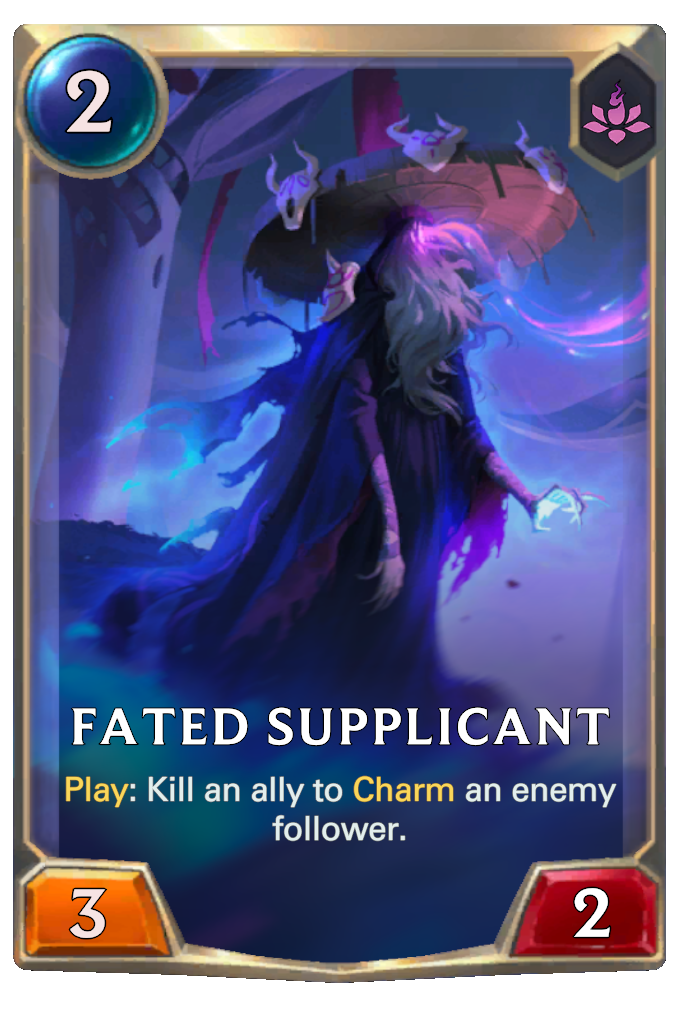 2
FATED SUPPLICANT
Play: Kill an ally to Charm an enemy
follower.
3
2